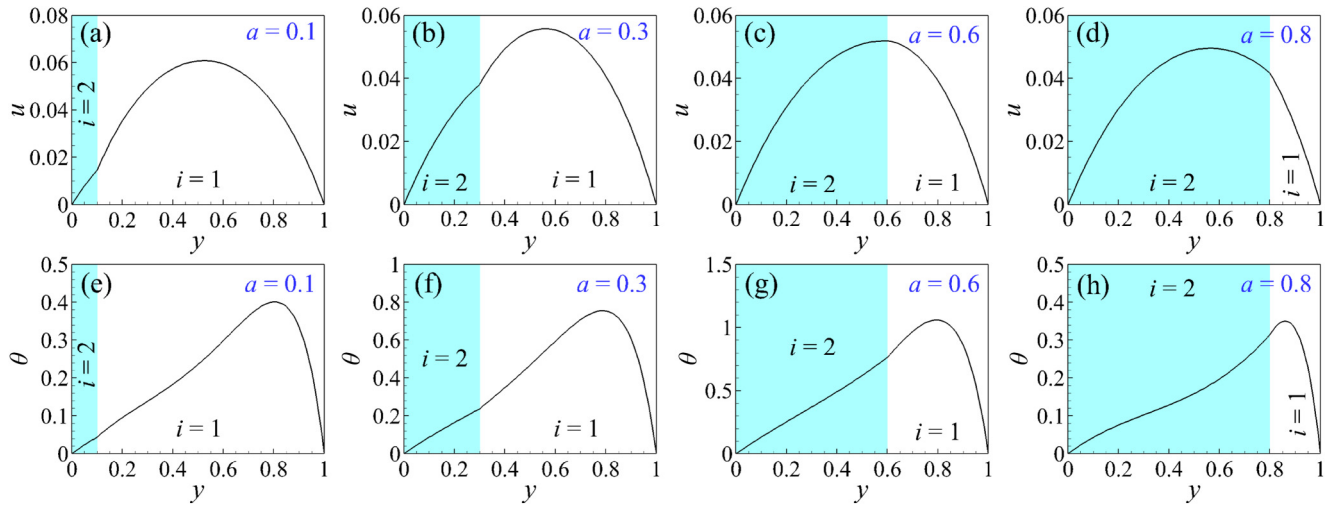 (a) a = 0.1
u
0.08
0.06
0.04
0.02
0
i = 2
i = 1
0 0.2 0.4 0.6 0.8 1
y
(b) a = 0.3
u
0.06
0.04
0.02
0
i = 2
i = 1
0 0.2 0.4 0.6 0.8 1
y
(c) a = 0.6
u
0.06
0.04
0.02
0
i = 2
i = 1
0 0.2 0.4 0.6 0.8 1
y
(d) a = 0.8
u
0.06
0.04
0.02
0
i = 2
i = 1
0 0.2 0.4 0.6 0.8 1
y
(e) a = 0.1
θ
0.5
0.4
0.3
0.2
0.1
0
i = 2
i = 1
0 0.2 0.4 0.6 0.8 1
y
(f) a = 0.3
θ
1
0.8
0.6
0.4
0.2
0
i = 2
i = 1
0 0.2 0.4 0.6 0.8 1
y
(g) a = 0.6
θ
1.5
1
0.5
0
i = 2
i = 1
0 0.2 0.4 0.6 0.8 1
y
(h) i = 2 a = 0.8
θ
0.5
0.4
0.3
0.2
0.1
0
i = 1
0 0.2 0.4 0.6 0.8 1
y